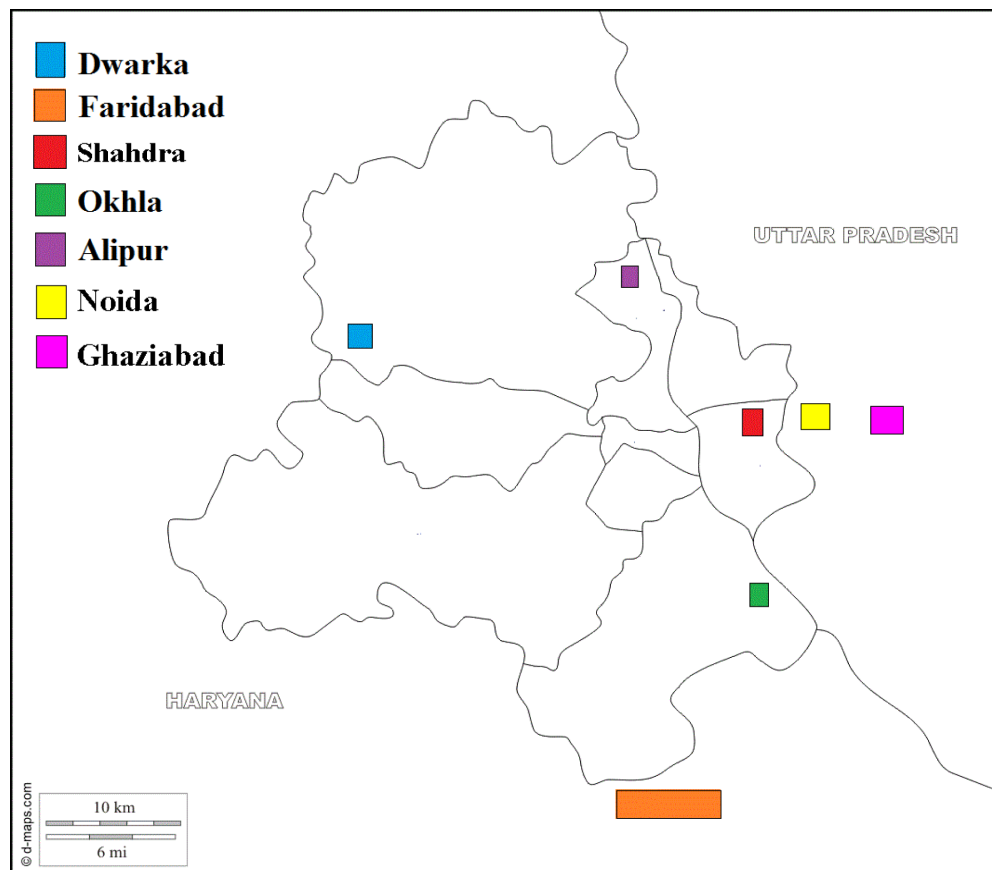 Dwarka
Faridabad
Shahdra
Okhla
Alipur
Noida
Ghaziabad
UTTAR PRADESH
HARYANA
© d-maps.com
10 km
6 mi